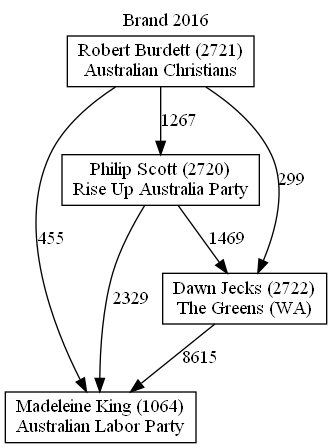 Brand 2016
Robert Burdett (2721)
Australian Christians
1267
Philip Scott (2720)
Rise Up Australia Party
299
455
1469
2329
Dawn Jecks (2722)
The Greens (WA)
8615
Madeleine King (1064)
Australian Labor Party